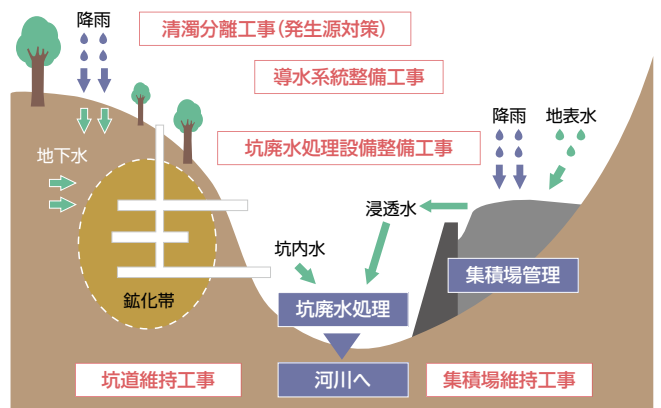 降雨
清濁分離工事（発生源対策）
導水系統整備工事
坑廃水処理設備整備工事
降雨
地表水
地下水
浸透水
坑内水
集積場管理
鉱化帯
坑廃水処理
坑道維持工事
河川へ
集積場維持工事